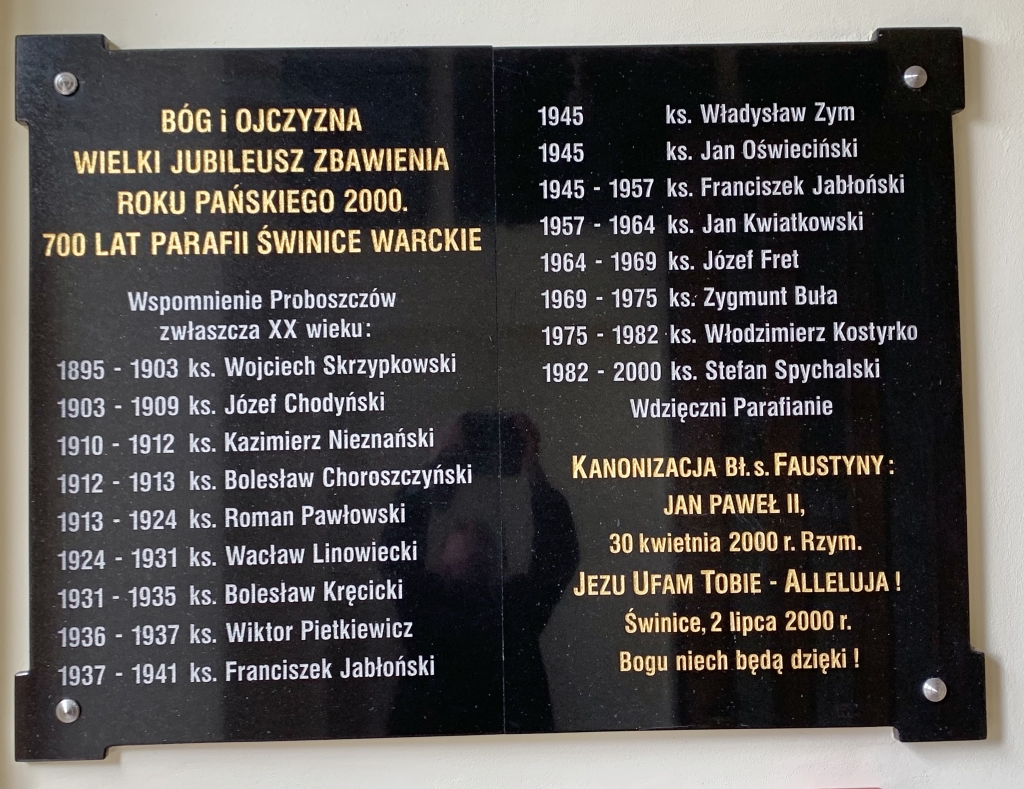 BÓG i OJCZYZNA
WIELKI JUBILEUSZ ZBAWIENIA
ROKU PAŃSKIEGO 2000.
700 LAT PARAFII ŚWINICE WARCKIE
Wspomnienie Proboszczów
zwłaszcza XX wieku:
1895 - 1903 ks. Wojciech Skrzypkowski
1903 - 1909 ks. Józef Chodyński
1910 - 1912 ks. Kazimierz Nieznański
1912 - 1913 ks. Bolesław Choroszczyński
1913 - 1924 ks. Roman Pawłowski
1924 - 1931 ks. Wacław Linowiecki
1931 - 1935 ks. Bolesław Kręcicki
1936 - 1937 ks. Wiktor Pietkiewicz
1937 - 1941 ks. Franciszek Jabłoński
1945 ks. Władysław Zym
1945 ks. Jan Oświeciński
1945 - 1957 ks. Franciszek Jabłoński
1957 - 1964 ks. Jan Kwiatkowski
1964 - 1969 ks. Józef Fret
1969 - 1975 ks. Zygmunt Buła
1975 - 1982 ks. Włodzimierz Kostyrko
1982 - 2000 ks. Stefan Spychalski
Wdzięczni Parafianie
KANONIZACJA BŁ. S. FAUSTYNY:
JAN PAWEŁ II,
30 kwietnia 2000 r. Rzym.
JEZU UFAM TOBIE - ALLELUJA!
Świnice, 2 lipca 2000 r.
Bogu niech będą dzięki!